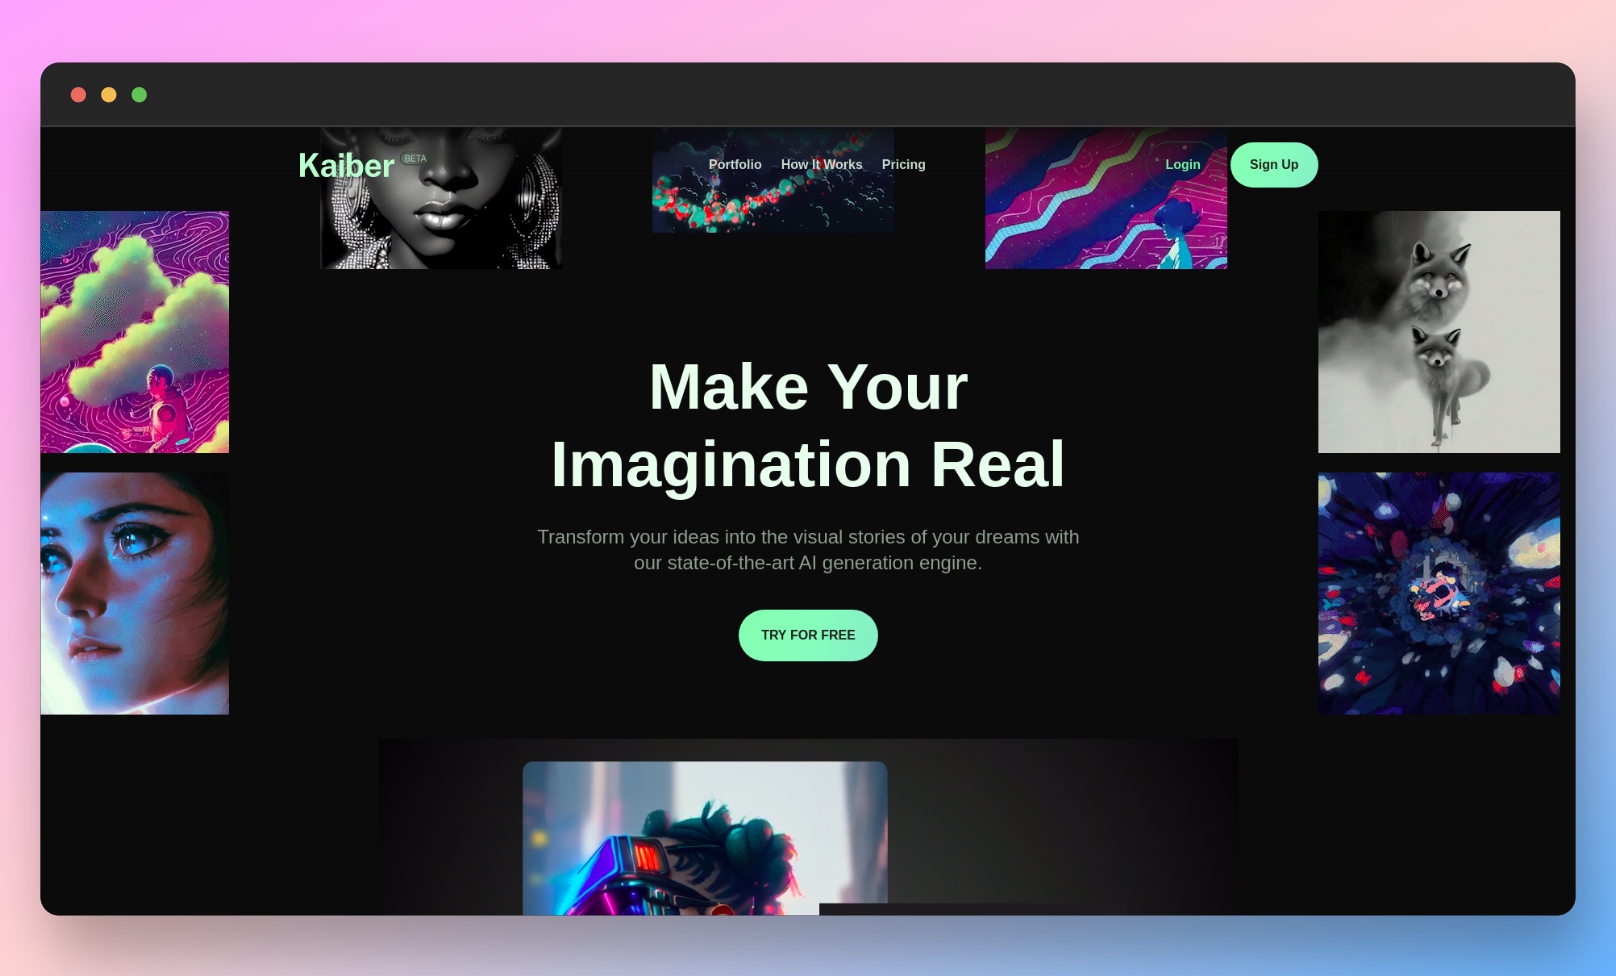 Kaiber BETA
Portfolio How It Works Pricing
Login Sign Up
Make Your
Imagination Real
Transform your ideas into the visual stories of your dreams with
our state-of-the-art AI generation engine.
TRY FOR FREE